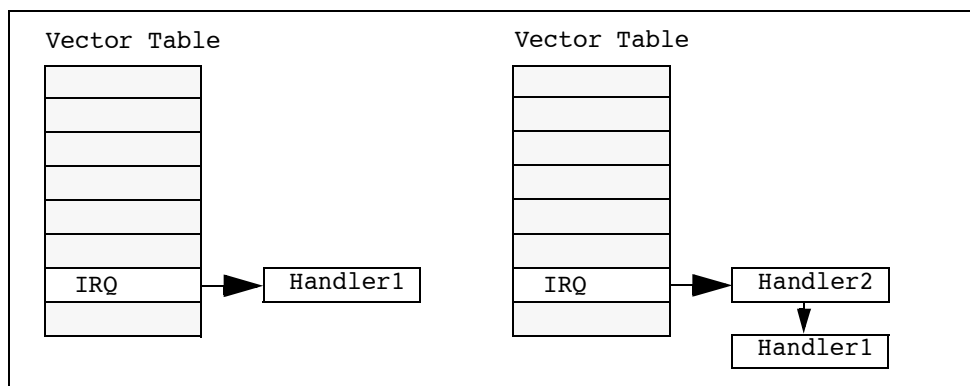 Vector Table
IRQ
Handler1
Vector Table
IRQ
Handler2
Handler1